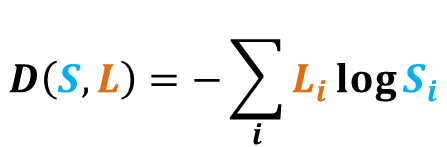 D(S, L) = − ∑ᵢ Lᵢ log Sᵢ